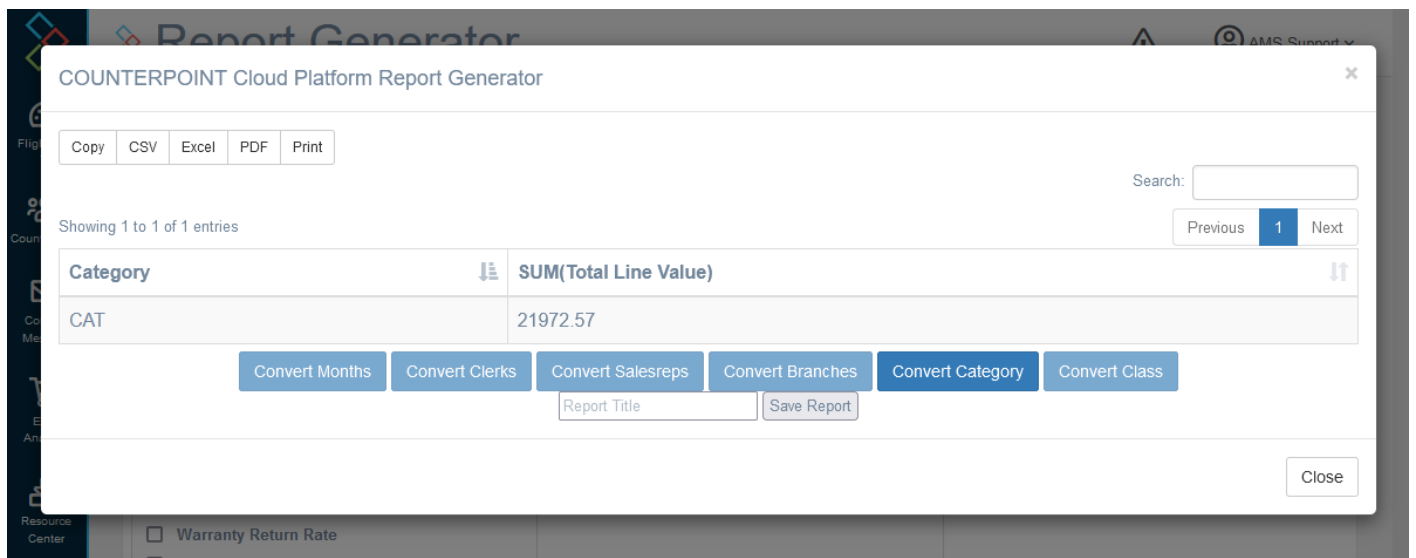 Report Generator
AMS Support
COUNTERPOINT Cloud Platform Report Generator
×
Copy CSV Excel PDF Print
Search:
Showing 1 to 1 of 1 entries
Previous 1 Next
Category SUM(Total Line Value)
CAT 21972.57
Convert Months Convert Clerks Convert Salesreps Convert Branches Convert Category Convert Class
Report Title Save Report
Close
Resource
Center
Warranty Return Rate